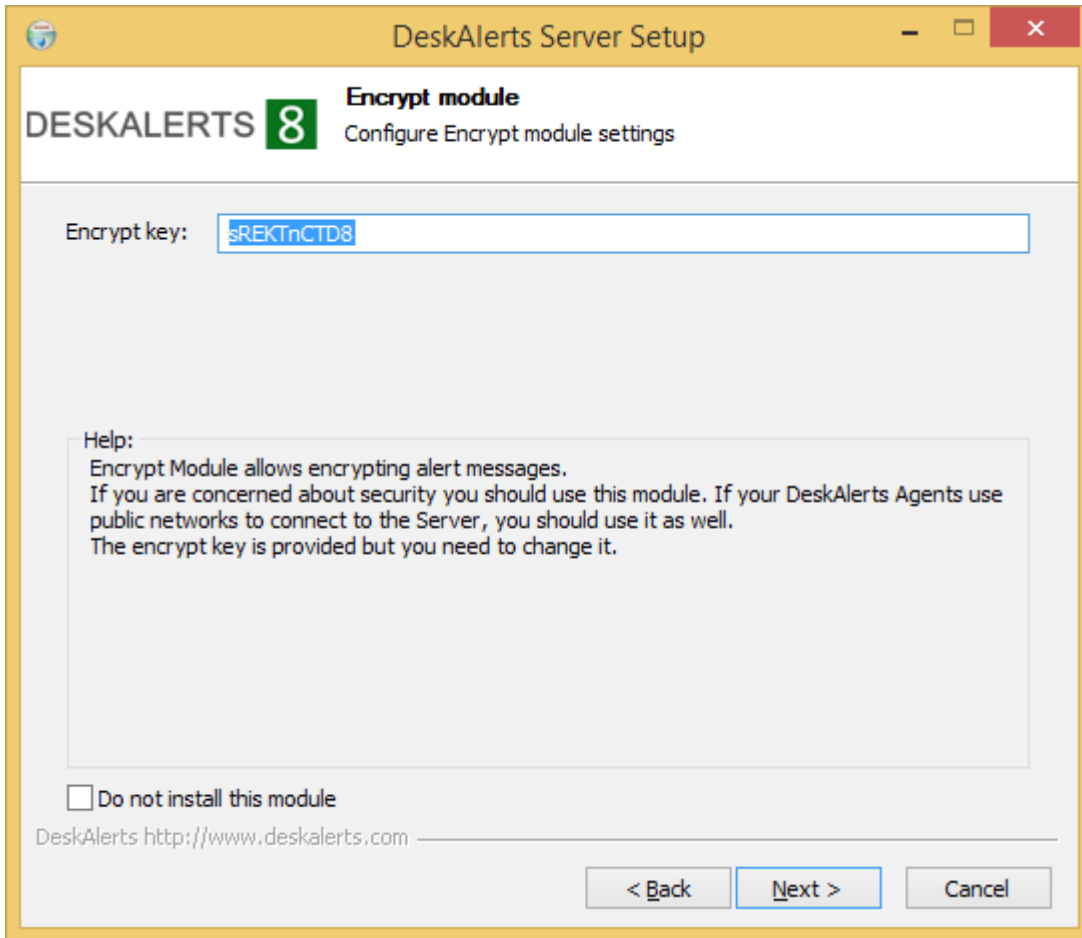 DeskAlerts Server Setup
DESKALERTS 8
Encrypt module
Configure Encrypt module settings
Encrypt key: sREKTnCTD8
Help:
Encrypt Module allows encrypting alert messages.
If you are concerned about security you should use this module. If your DeskAlerts Agents use
public networks to connect to the Server, you should use it as well.
The encrypt key is provided but you need to change it.
Do not install this module
DeskAlerts http://www.deskalerts.com
< Back Next > Cancel